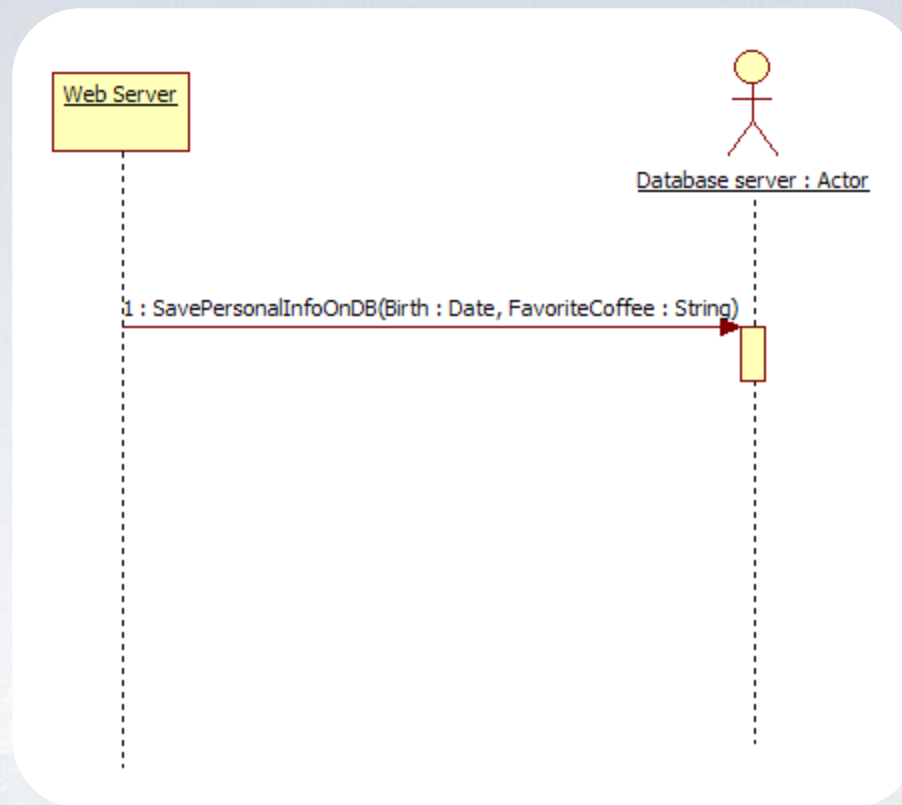 Web Server
Database server : Actor
1 : SavePersonalInfoOnDB(Birth : Date, FavoriteCoffee : String)